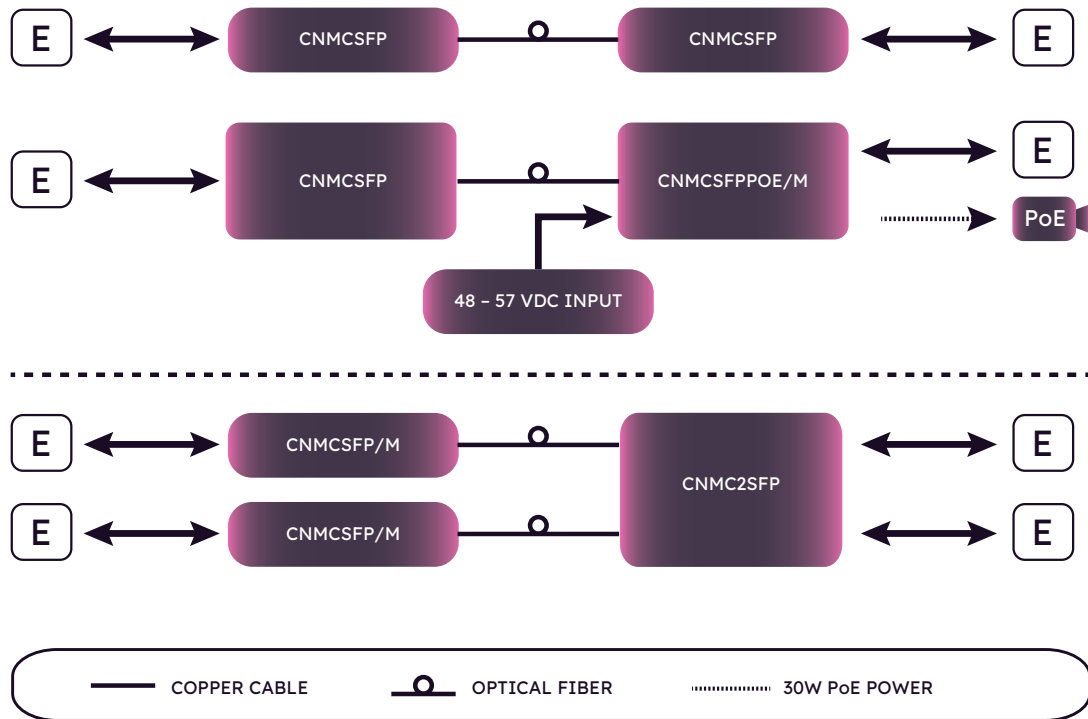 E
CNMCSFP
CNMCSFP
E
E
CNMCSFP
CNMCSFPPOE/M
E
PoE
48 – 57 VDC INPUT
E
CNMCSFP/M
CNMC2SFP
E
E
CNMCSFP/M
E
COPPER CABLE
OPTICAL FIBER
30W PoE POWER